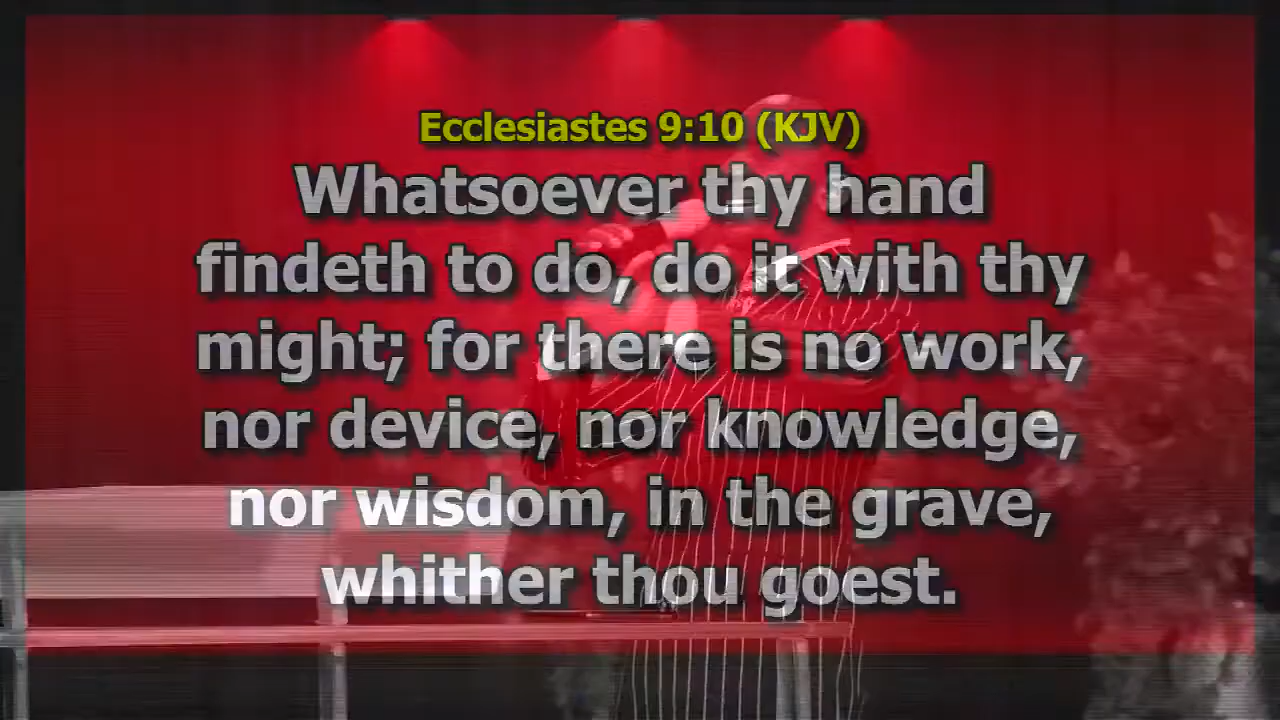 Ecclesiastes 9:10 (KJV)
Whatsoever thy hand
findeth to do, do it with thy
might; for there is no work,
nor device, nor knowledge,
nor wisdom, in the grave,
whither thou goest.